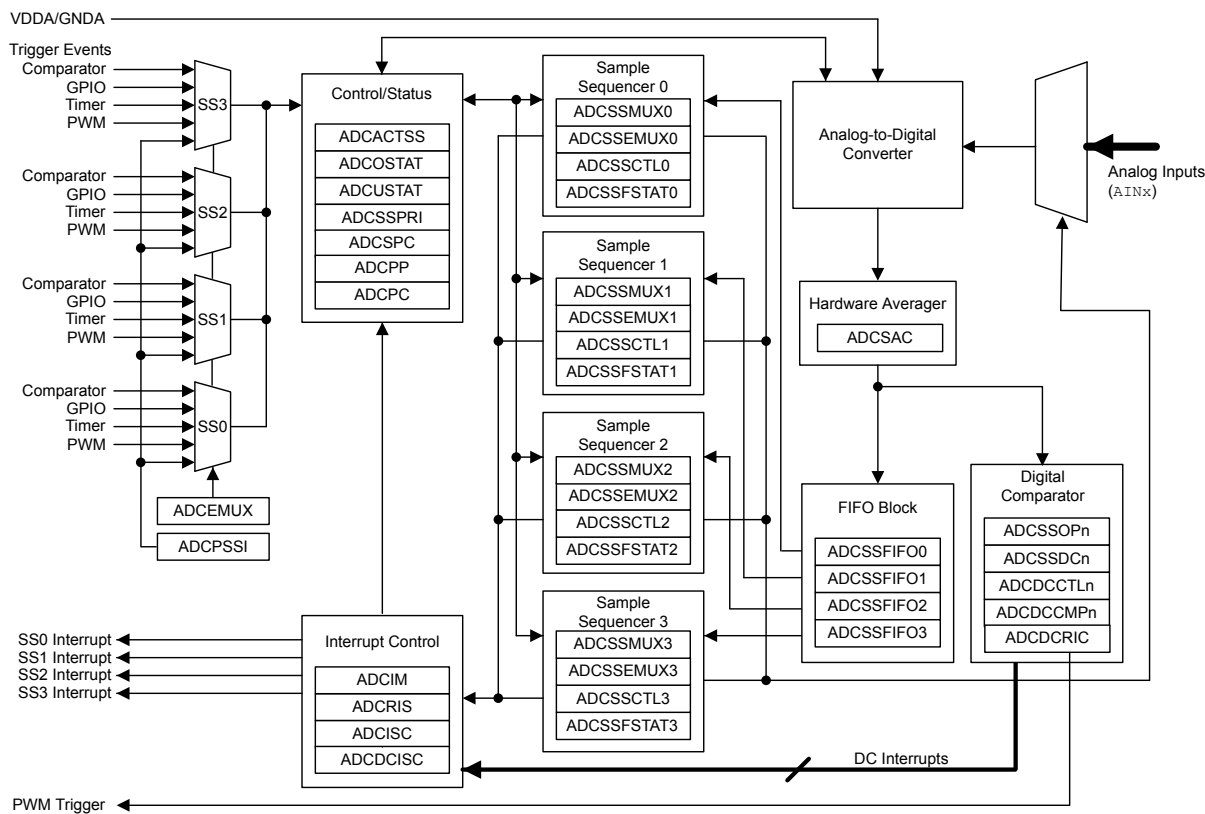 VDDA/GNDA
Trigger Events
Comparator
GPIO
Timer
PWM
SS3
Comparator
GPIO
Timer
PWM
SS2
Comparator
GPIO
Timer
PWM
SS1
Comparator
GPIO
Timer
PWM
SS0
ADCEMUX
ADCPSSI
Control/Status
ADCACTSS
ADCOSTAT
ADCUSTAT
ADCSSPRI
ADCSPC
ADCPP
ADCPC
SS0 Interrupt
SS1 Interrupt
SS2 Interrupt
SS3 Interrupt
Interrupt Control
ADCIM
ADCRIS
ADCISC
ADCDCISC
Sample
Sequencer 0
ADCSSMUX0
ADCSSEMUX0
ADCSSCTL0
ADCSSFSTAT0
Sample
Sequencer 1
ADCSSMUX1
ADCSSEMUX1
ADCSSCTL1
ADCSSFSTAT1
Sample
Sequencer 2
ADCSSMUX2
ADCSSEMUX2
ADCSSCTL2
ADCSSFSTAT2
Sample
Sequencer 3
ADCSSMUX3
ADCSSEMUX3
ADCSSCTL3
ADCSSFSTAT3
Analog-to-Digital
Converter
Analog Inputs
(AINx)
Hardware Averager
ADCSAC
FIFO Block
ADCSSFIFO0
ADCSSFIFO1
ADCSSFIFO2
ADCSSFIFO3
Digital
Comparator
ADCSSOPn
ADCSSDCn
ADCDCCTLn
ADCDCCMPn
ADCDCRIC
DC Interrupts
PWM Trigger